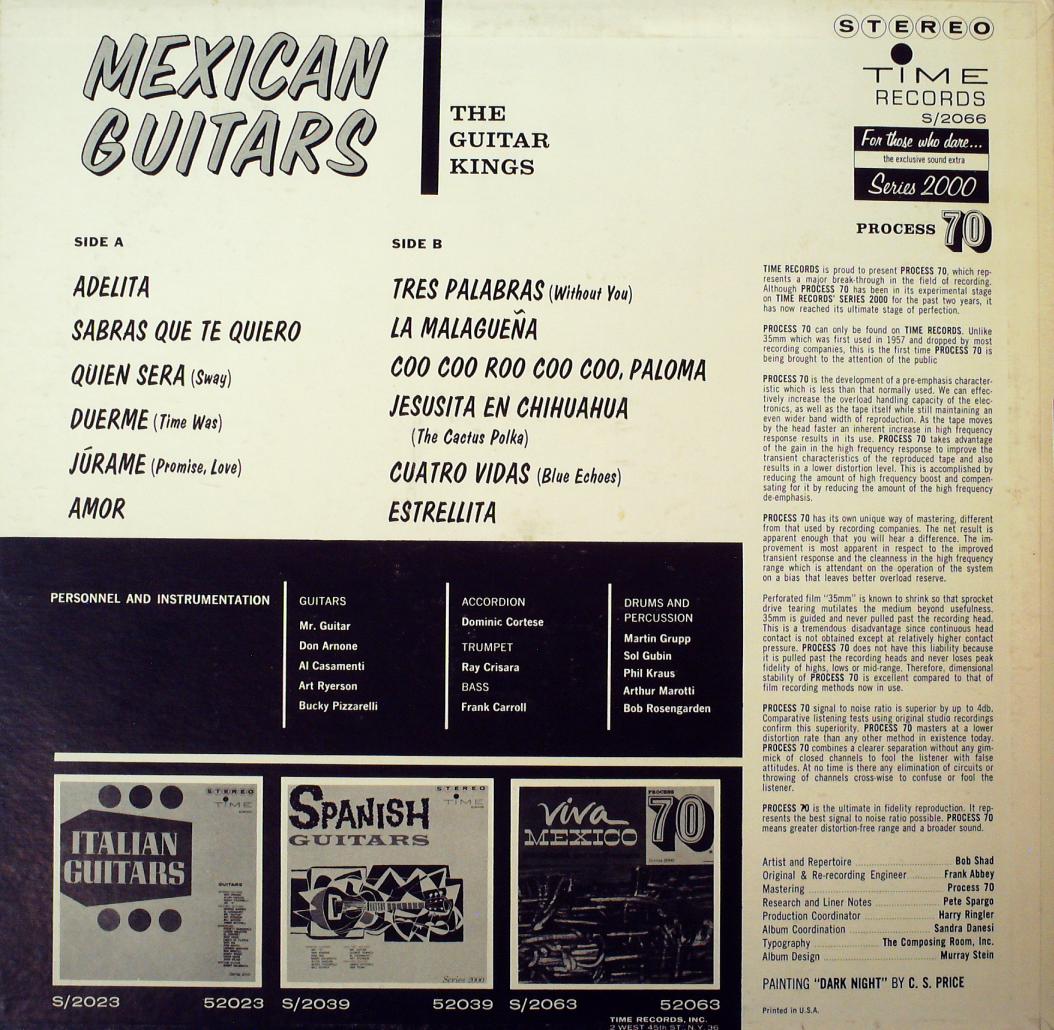 MEXICAN
GUITARS
THE
GUITAR
KINGS
STEREO
TIME
RECORDS
S/2066
For those who dare...
the exclusive sound extra
Series 2000
PROCESS 70
SIDE A
ADELITA
SABRAS QUE TE QUIERO
QUIEN SERA (Sway)
DUERME (Time Was)
JÚRAME (Promise, Love)
AMOR
SIDE B
TRES PALABRAS (Without You)
LA MALAGUEÑA
COO COO ROO COO COO, PALOMA
JESUSITA EN CHIHUAHUA
(The Cactus Polka)
CUATRO VIDAS (Blue Echoes)
ESTRELLITA
PERSONNEL AND INSTRUMENTATION
GUITARS
Mr. Guitar
Don Arnone
Al Casamenti
Art Ryerson
Bucky Pizzarelli
ACCORDION
Dominic Cortese
TRUMPET
Ray Crisara
BASS
Frank Carroll
DRUMS AND
PERCUSSION
Martin Grupp
Sol Gubin
Phil Kraus
Arthur Marotti
Bob Rosengarden
STEREO
TIME
ITALIAN
GUITARS
GUITARS
S/2023 52023
STEREO
TIME
SPANISH
GUITARS
Series 2000
S/2039 52039
viva
MEXICO
PROCESS
70
S/2063 52063
TIME RECORDS, INC.
2 WEST 45th ST., N.Y. 36
TIME RECORDS is proud to present PROCESS 70, which rep-
resents a major break-through in the field of recording.
Although PROCESS 70 has been in its experimental stage
on TIME RECORDS' SERIES 2000 for the past two years, it
has now reached its ultimate stage of perfection.
PROCESS 70 can only be found on TIME RECORDS. Unlike
35mm which was first used in 1957 and dropped by most
recording companies, this is the first time PROCESS 70 is
being brought to the attention of the public
PROCESS 70 is the development of a pre-emphasis character-
istic which is less than that normally used. We can effec-
tively increase the overload handling capacity of the elec-
tronics, as well as the tape itself while still maintaining an
even wider band width of reproduction. As the tape moves
by the head faster an inherent increase in high frequency
response results in its use. PROCESS 70 takes advantage
of the gain in the high frequency response to improve the
transient characteristics of the reproduced tape and also
results in a lower distortion level. This is accomplished by
reducing the amount of high frequency boost and compen-
sating for it by reducing the amount of the high frequency
de-emphasis.
PROCESS 70 has its own unique way of mastering, different
from that used by recording companies. The net result is
apparent enough that you will hear a difference. The im-
provement is most apparent in respect to the improved
transient response and the cleanness in the high frequency
range which is attendant on the operation of the system
on a bias that leaves better overload reserve.
Perforated film "35mm" is known to shrink so that sprocket
drive tearing mutilates the medium beyond usefulness.
35mm is guided and never pulled past the recording head.
This is a tremendous disadvantage since continuous head
contact is not obtained except at relatively higher contact
pressure. PROCESS 70 does not have this liability because
it is pulled past the recording heads and never loses peak
fidelity of highs, lows or mid-range. Therefore, dimensional
stability of PROCESS 70 is excellent compared to that of
film recording methods now in use.
PROCESS 70 signal to noise ratio is superior by up to 4db.
Comparative listening tests using original studio recordings
confirm this superiority. PROCESS 70 masters at a lower
distortion rate than any other method in existence today.
PROCESS 70 combines a clearer separation without any gim-
mick of closed channels to fool the listener with false
attitudes. At no time is there any elimination of circuits or
throwing of channels cross-wise to confuse or fool the
listener.
PROCESS 70 is the ultimate in fidelity reproduction. It rep-
resents the best signal to noise ratio possible. PROCESS 70
means greater distortion-free range and a broader sound.
Artist and Repertoire Bob Shad
Original & Re-recording Engineer Frank Abbey
Mastering Process 70
Research and Liner Notes Pete Spargo
Production Coordinator Harry Ringler
Album Coordination Sandra Danesi
Typography The Composing Room, Inc.
Album Design Murray Stein
PAINTING "DARK NIGHT" BY C. S. PRICE
Printed in U.S.A.